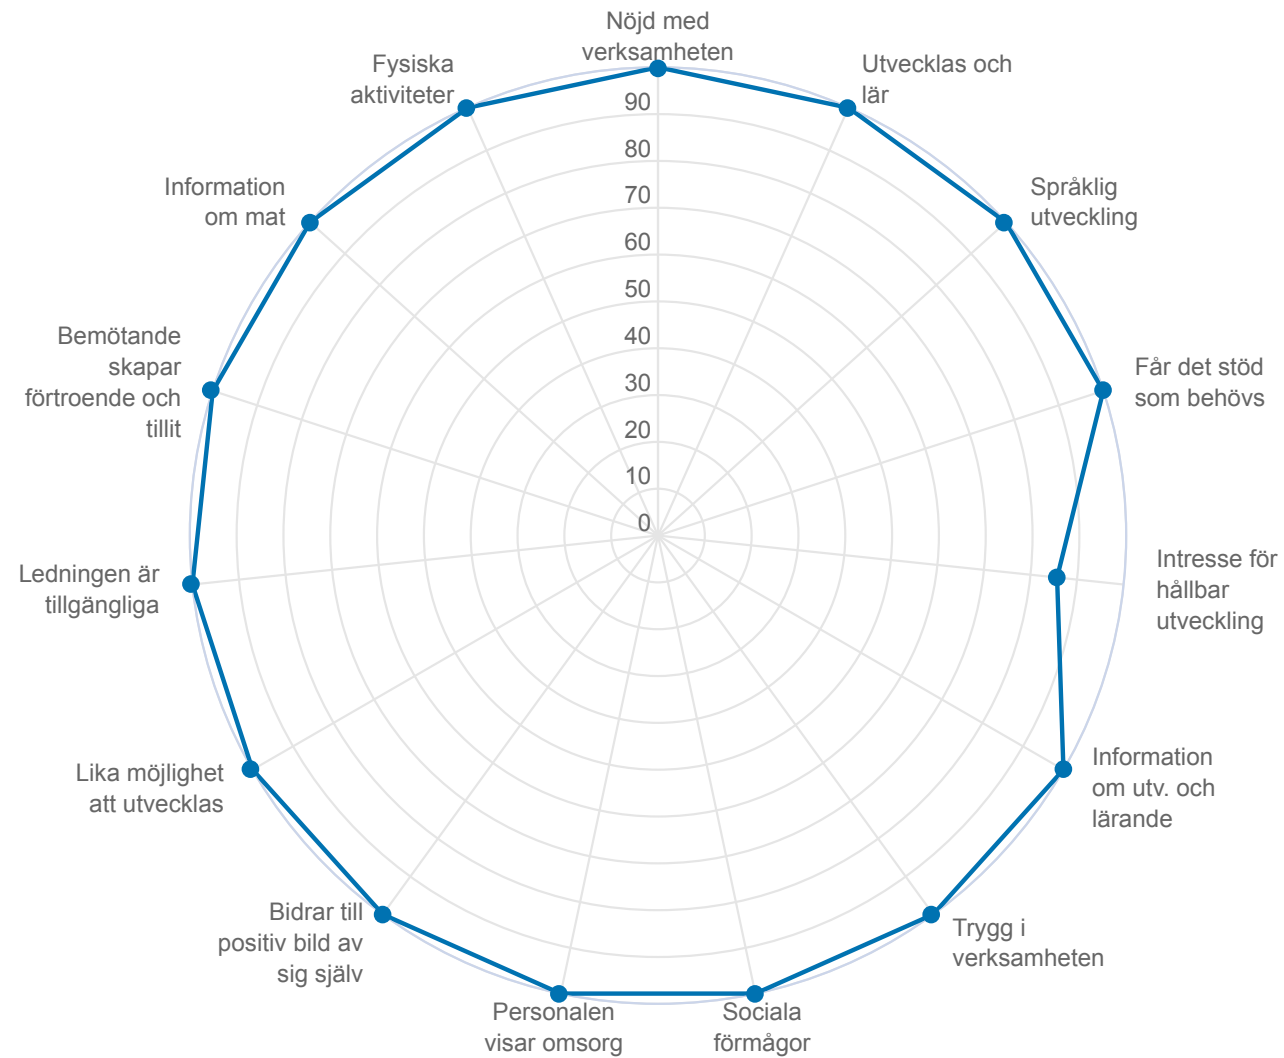 Nöjd med
verksamheten
Utvecklas och
lär
Språklig
utveckling
Får det stöd
som behövs
Intresse för
hållbar
utveckling
Information
om utv. och
lärande
Trygg i
verksamheten
Sociala
förmågor
Personalen
visar omsorg
Bidrar till
positiv bild av
sig själv
Lika möjlighet
att utvecklas
Ledningen är
tillgängliga
Bemötande
skapar
förtroende och
tillit
Information
om mat
Fysiska
aktiviteter
90
80
70
60
50
40
30
20
10
0